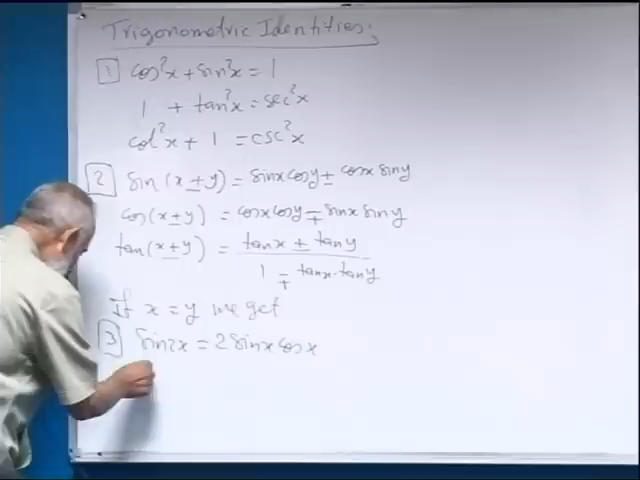 Trigonometric Identities:
1 cos²x + sin²x = 1
1 + tan²x = sec²x
cot²x + 1 = csc²x
2 sin(x ± y) = sinx cosy ± cosx siny
cos(x ± y) = cosx cosy ∓ sinx siny
tan(x ± y) = tanx ± tany
1 ∓ tanx·tany
If x = y we get
3 sin2x = 2 sinx cosx